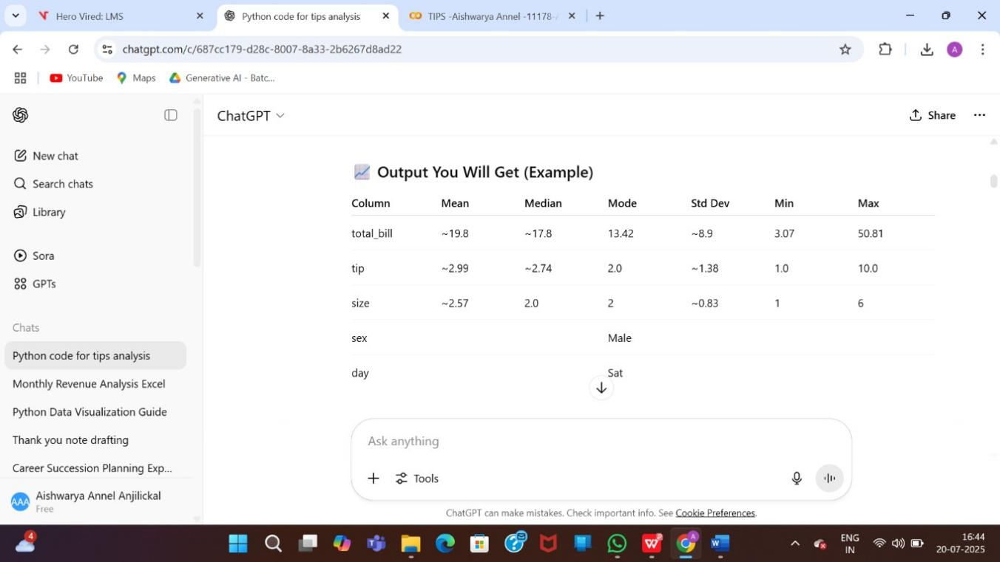 Hero Vired: LMS
Python code for tips analysis
TIPS -Aishwarya Annel -11178-
chatgpt.com/c/687cc179-d28c-8007-8a33-2b6267d8ad22
A
YouTube
Maps
Generative AI - Batc...
ChatGPT
Share
New chat
Search chats
Library
Sora
GPTs
Chats
Python code for tips analysis
Monthly Revenue Analysis Excel
Python Data Visualization Guide
Thank you note drafting
Career Succession Planning Exp...
AAA
Aishwarya Annel Anjilickal
Free
Output You Will Get (Example)
Column Mean Median Mode Std Dev Min Max
total_bill ~19.8 ~17.8 13.42 ~8.9 3.07 50.81
tip ~2.99 ~2.74 2.0 ~1.38 1.0 10.0
size ~2.57 2.0 2 ~0.83 1 6
sex Male
day Sat
Ask anything
Tools
ChatGPT can make mistakes. Check important info. See Cookie Preferences.
4
ENG
IN
16:44
20-07-2025